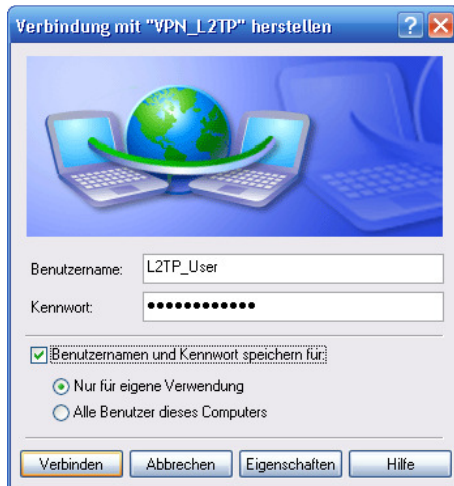 Verbindung mit "VPN_L2TP" herstellen
Benutzername: L2TP_User
Kennwort: ••••••••••••
Benutzernamen und Kennwort speichern für:
Nur für eigene Verwendung
Alle Benutzer dieses Computers
Verbinden Abbrechen Eigenschaften Hilfe